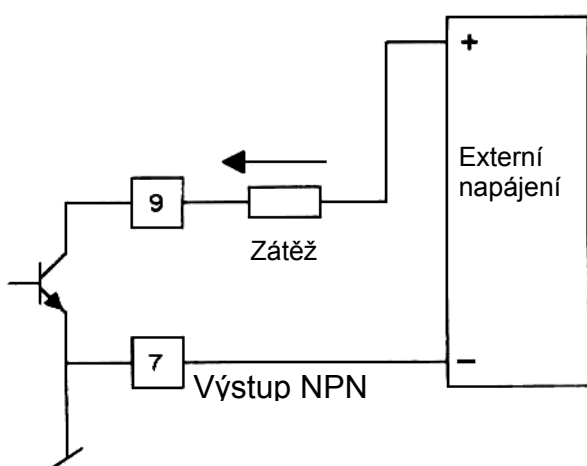 +
Externí
napájení
9
Zátěž
7
–
Výstup NPN